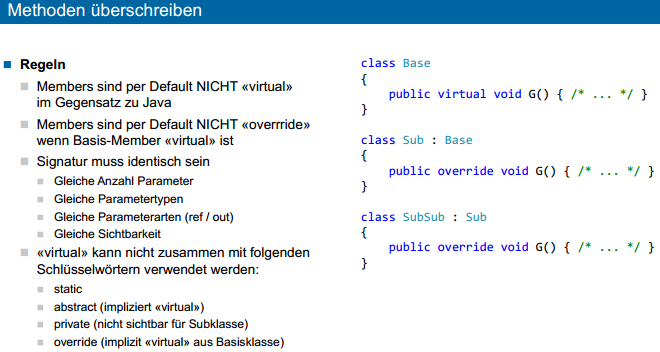 Methoden überschreiben
Regeln
Members sind per Default NICHT «virtual»
im Gegensatz zu Java
Members sind per Default NICHT «overrride»
wenn Basis-Member «virtual» ist
Signatur muss identisch sein
Gleiche Anzahl Parameter
Gleiche Parametertypen
Gleiche Parameterarten (ref / out)
Gleiche Sichtbarkeit
«virtual» kann nicht zusammen mit folgenden
Schlüsselwörtern verwendet werden:
static
abstract (impliziert «virtual»)
private (nicht sichtbar für Subklasse)
override (implizit «virtual» aus Basisklasse)
class Base
{
public virtual void G() { /* ... */ }
}
class Sub : Base
{
public override void G() { /* ... */ }
}
class SubSub : Sub
{
public override void G() { /* ... */ }
}